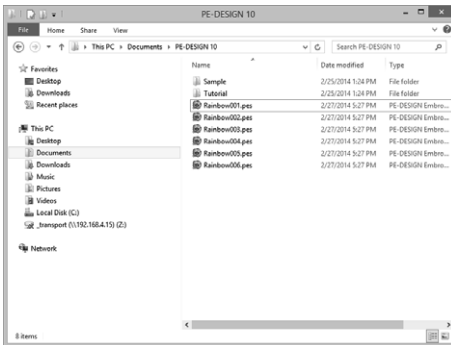 PE-DESIGN 10
File Home Share View
This PC Documents PE-DESIGN 10
Search PE-DESIGN 10
Name Date modified Type
Favorites
Desktop
Downloads
Recent places
This PC
Desktop
Documents
Downloads
Music
Pictures
Videos
Local Disk (C:)
_transport (\\192.168.4.15) (Z:)
Network
Sample 2/25/2014 1:24 PM File folder
Tutorial 2/25/2014 1:24 PM File folder
Rainbow001.pes 2/27/2014 5:27 PM PE-DESIGN Embro...
Rainbow002.pes 2/27/2014 5:27 PM PE-DESIGN Embro...
Rainbow003.pes 2/27/2014 5:27 PM PE-DESIGN Embro...
Rainbow004.pes 2/27/2014 5:27 PM PE-DESIGN Embro...
Rainbow005.pes 2/27/2014 5:27 PM PE-DESIGN Embro...
Rainbow006.pes 2/27/2014 5:27 PM PE-DESIGN Embro...
8 items